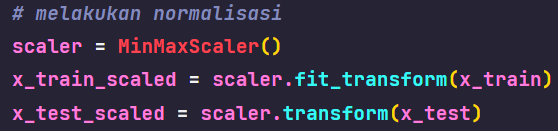 # melakukan normalisasi
scaler = MinMaxScaler()
x_train_scaled = scaler.fit_transform(x_train)
x_test_scaled = scaler.transform(x_test)